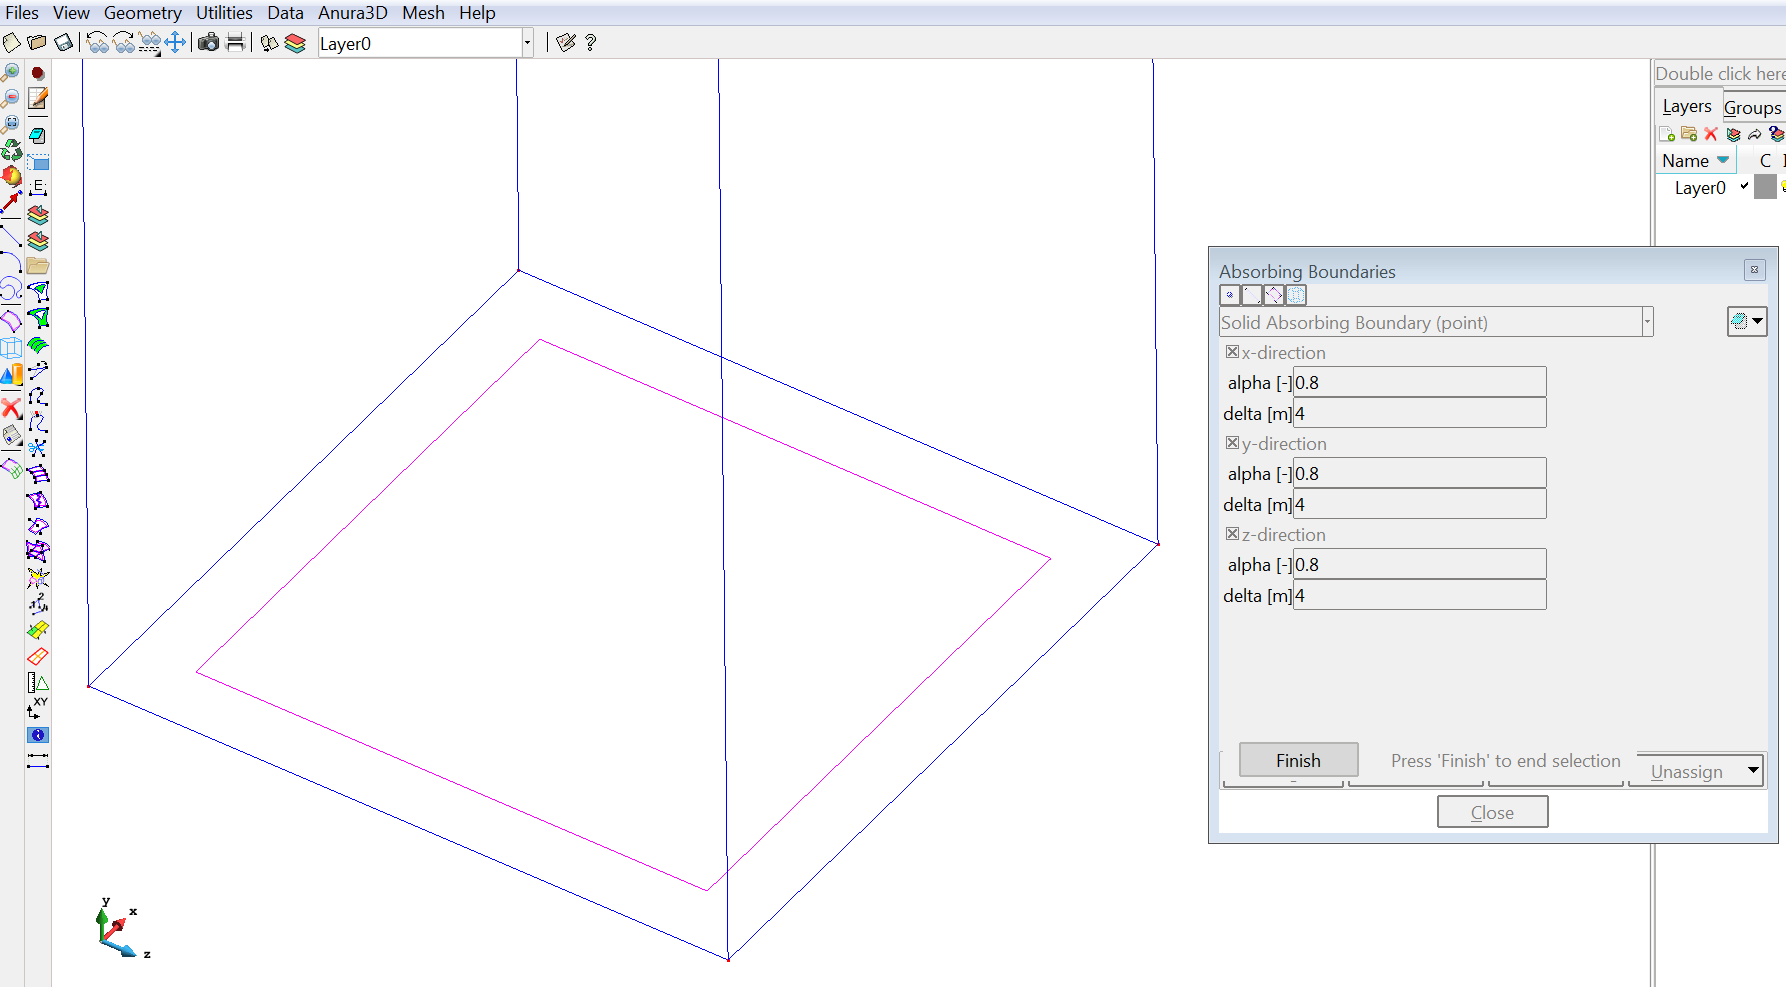 Files View Geometry Utilities Data Anura3D Mesh Help
Layer0
Double click here
Layers Groups
Name C I
Layer0
E
2
XY
Absorbing Boundaries
Solid Absorbing Boundary (point)
x-direction
alpha [-] 0.8
delta [m] 4
y-direction
alpha [-] 0.8
delta [m] 4
z-direction
alpha [-] 0.8
delta [m] 4
Finish Press 'Finish' to end selection Unassign
Close
y
x
z